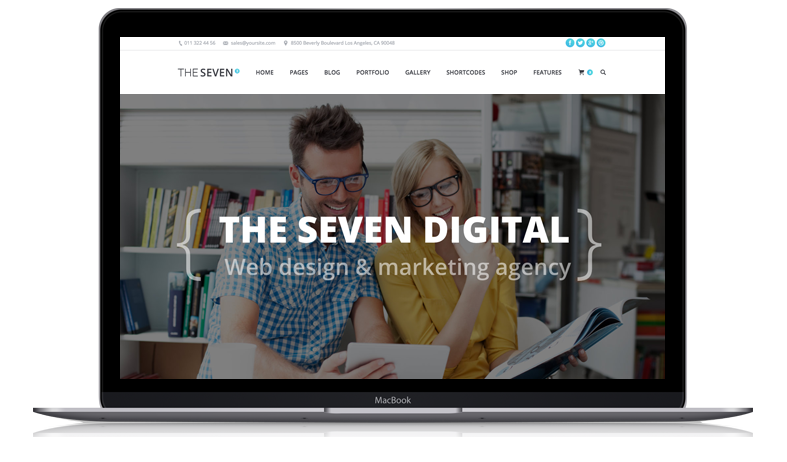 011 322 44 56 sales@yoursite.com 8500 Beverly Boulevard Los Angeles, CA 90048
THE SEVEN HOME PAGES BLOG PORTFOLIO GALLERY SHORTCODES SHOP FEATURES
{ THE SEVEN DIGITAL }
Web design & marketing agency
MacBook